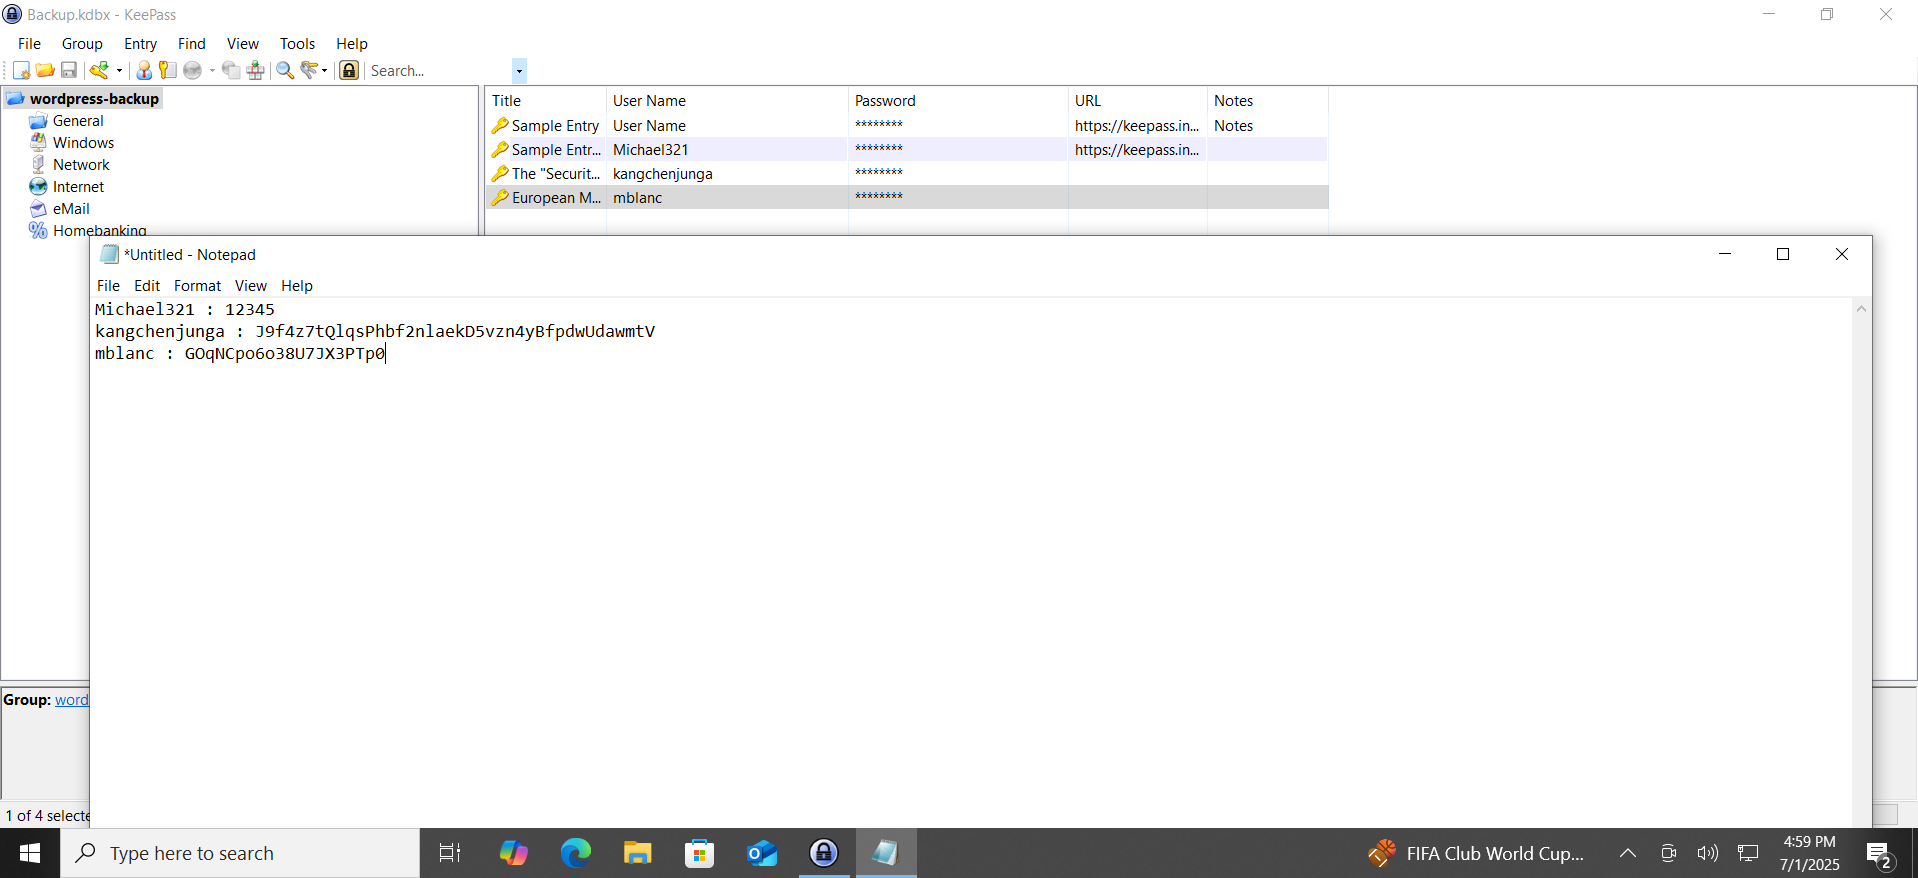 Backup.kdbx - KeePass
File Group Entry Find View Tools Help
Search...
wordpress-backup
General
Windows
Network
Internet
eMail
Homebanking
Title User Name Password URL Notes
Sample Entry User Name ******** https://keepass.in... Notes
Sample Entr... Michael321 ******** https://keepass.in...
The "Securit... kangchenjunga ********
European M... mblanc ********
*Untitled - Notepad
File Edit Format View Help
Michael321 : 12345
kangchenjunga : J9f4z7tQlqsPhbf2nlaekD5vzn4yBfpdwUdawmtV
mblanc : GOqNCpo6o38U7JX3PTp0
Group: word
1 of 4 selecte
Type here to search
FIFA Club World Cup...
4:59 PM
7/1/2025
2